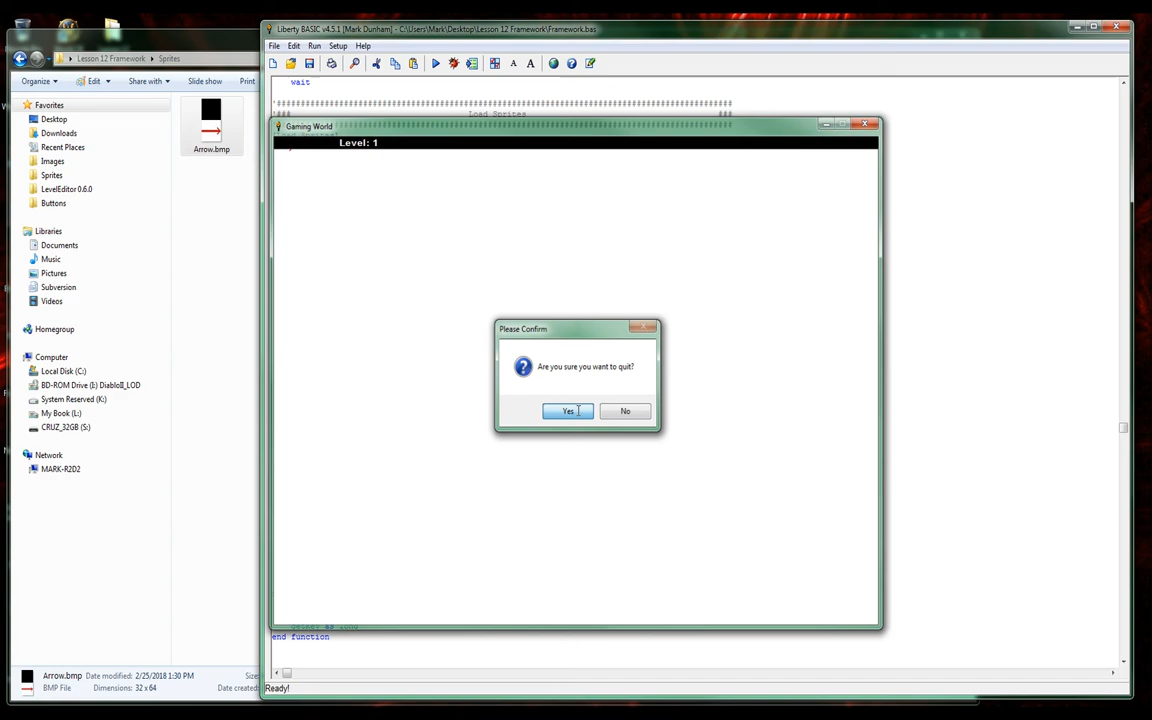 Liberty BASIC v4.5.1 [Mark Dunham] - C:\Users\Mark\Desktop\Lesson 12 Framework\Framework.bas
Lesson 12 Framework ▸ Sprites
File Edit Run Setup Help
Organize Edit Share with Slide show Print
wait
Load Sprites
Favorites
Desktop
Downloads
Recent Places
Images
Sprites
LevelEditor 0.6.0
Buttons
Libraries
Documents
Music
Pictures
Subversion
Videos
Homegroup
Computer
Local Disk (C:)
BD-ROM Drive (I:) DiabloII_LOD
System Reserved (K:)
My Book (L:)
CRUZ_32GB (S:)
Network
MARK-R2D2
Arrow.bmp
Gaming World
Level: 1
Please Confirm
Are you sure you want to quit?
Yes No
end function
Arrow.bmp Date modified: 2/25/2018 1:30 PM
BMP File Dimensions: 32 x 64 Date created:
Ready!